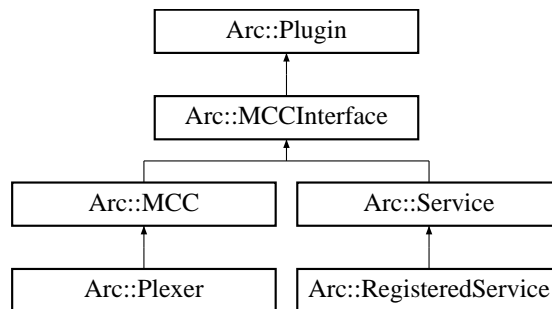 Arc::Plugin
Arc::MCCInterface
Arc::MCC
Arc::Service
Arc::Plexer
Arc::RegisteredService